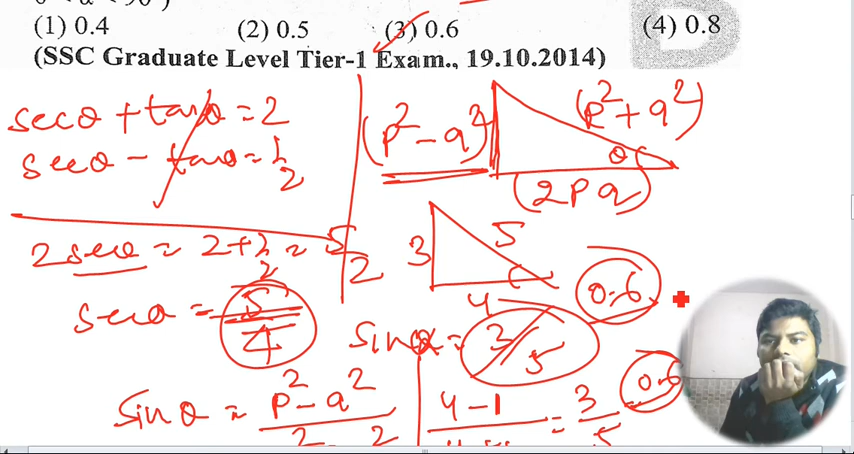 (1) 0.4 (2) 0.5 (3) 0.6 (4) 0.8
(SSC Graduate Level Tier-1 Exam., 19.10.2014)
secθ + tanθ = 2
secθ - tanθ = 1/2
2secθ = 2+1/2 = 5/2
secθ = 5/4
(p²-q²) (p²+q²)
θ
(2pq)
3 5
4
sinα = 3/5 0.6
sinθ = p²-q² 4-1 = 3/5 0.6